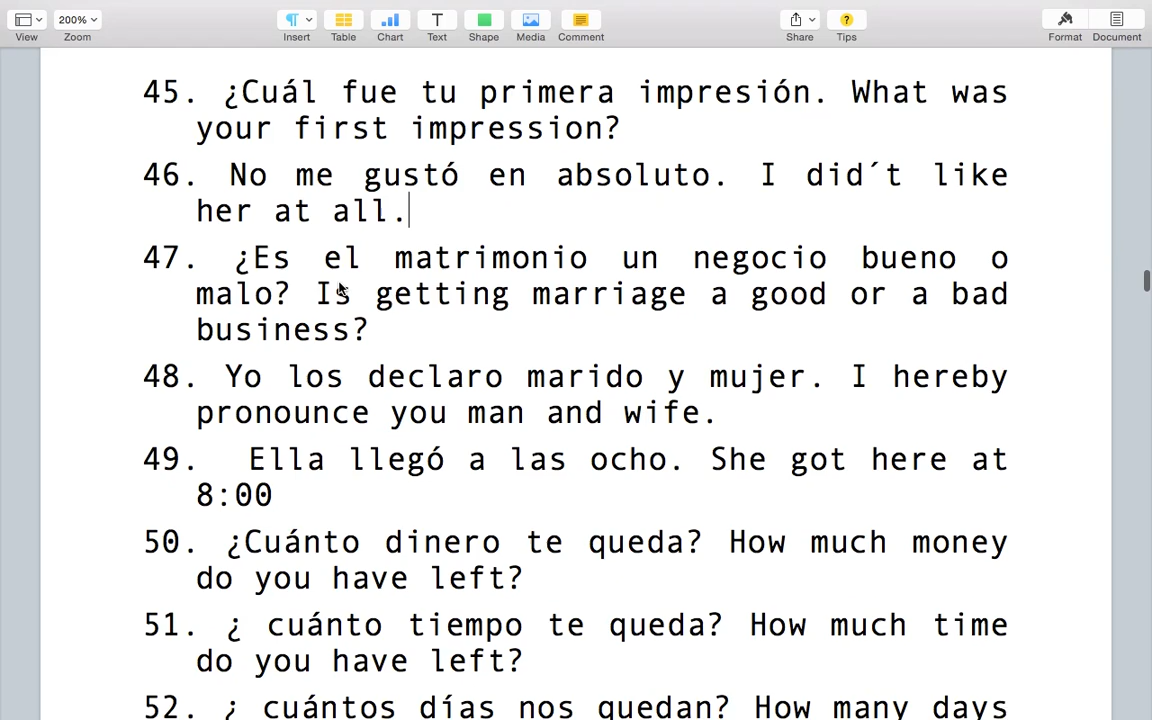 200%
View
Zoom
Insert
Table
Chart
Text
Shape
Media
Comment
Share
Tips
Format
Document
45. ¿Cuál fue tu primera impresión. What was
your first impression?
46. No me gustó en absoluto. I did´t like
her at all.
47. ¿Es el matrimonio un negocio bueno o
malo? Is getting marriage a good or a bad
business?
48. Yo los declaro marido y mujer. I hereby
pronounce you man and wife.
49. Ella llegó a las ocho. She got here at
8:00
50. ¿Cuánto dinero te queda? How much money
do you have left?
51. ¿ cuánto tiempo te queda? How much time
do you have left?
52. ¿ cuántos días nos quedan? How many days